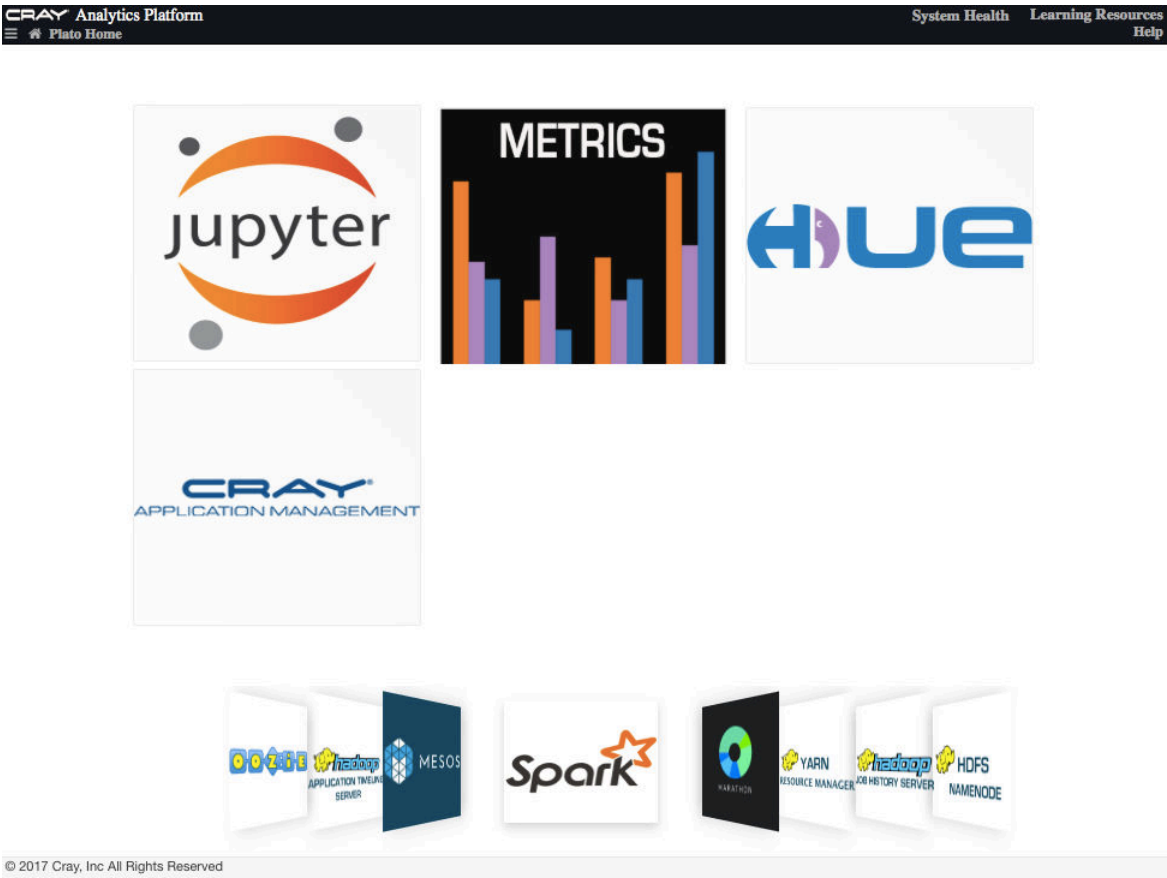 CRAY Analytics Platform
System Health Learning Resources
Plato Home
Help
jupyter
METRICS
HUE
CRAY®
APPLICATION MANAGEMENT
OOZIE
hadoop
APPLICATION TIMELINE
SERVER
MESOS
Spark
MARATHON
YARN
RESOURCE MANAGER
hadoop
JOB HISTORY SERVER
HDFS
NAMENODE
© 2017 Cray, Inc All Rights Reserved